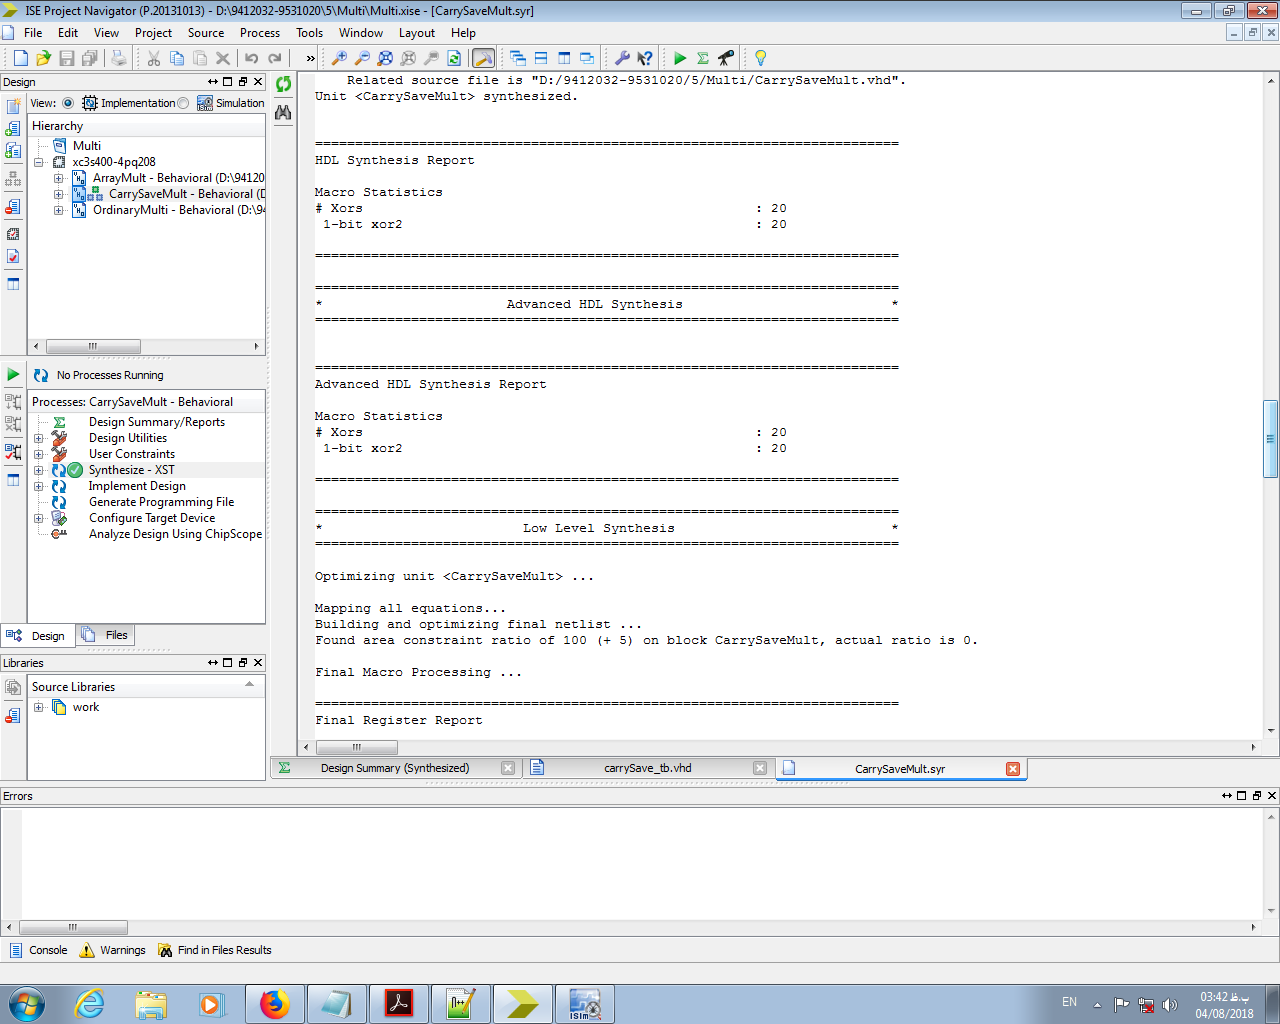 ISE Project Navigator (P.20131013) - D:\9412032-9531020\5\Multi\Multi.xise - [CarrySaveMult.syr]
File Edit View Project Source Process Tools Window Layout Help
Design
View: Implementation Simulation
Hierarchy
Multi
xc3s400-4pq208
ArrayMult - Behavioral (D:\94120
CarrySaveMult - Behavioral (D
OrdinaryMulti - Behavioral (D:\94
No Processes Running
Processes: CarrySaveMult - Behavioral
Design Summary/Reports
Design Utilities
User Constraints
Synthesize - XST
Implement Design
Generate Programming File
Configure Target Device
Analyze Design Using ChipScope
Design Files
Libraries
Source Libraries
work
Related source file is "D:/9412032-9531020/5/Multi/CarrySaveMult.vhd".
Unit <CarrySaveMult> synthesized.
=========================================================================
HDL Synthesis Report
Macro Statistics
# Xors : 20
1-bit xor2 : 20
=========================================================================
=========================================================================
* Advanced HDL Synthesis *
=========================================================================
=========================================================================
Advanced HDL Synthesis Report
Macro Statistics
# Xors : 20
1-bit xor2 : 20
=========================================================================
=========================================================================
* Low Level Synthesis *
=========================================================================
Optimizing unit <CarrySaveMult> ...
Mapping all equations...
Building and optimizing final netlist ...
Found area constraint ratio of 100 (+ 5) on block CarrySaveMult, actual ratio is 0.
Final Macro Processing ...
=========================================================================
Final Register Report
Design Summary (Synthesized) carrySave_tb.vhd CarrySaveMult.syr
Errors
Console Warnings Find in Files Results
EN
03:42 ب.ظ
04/08/2018